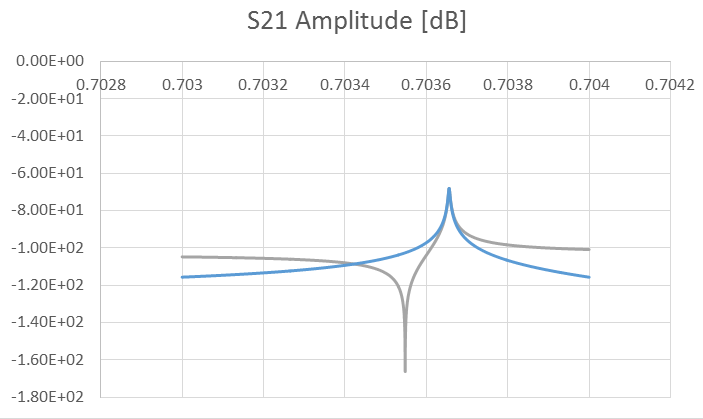 S21 Amplitude [dB]
0.00E+00
0.7028 0.703 0.7032 0.7034 0.7036 0.7038 0.704 0.7042
-2.00E+01
-4.00E+01
-6.00E+01
-8.00E+01
-1.00E+02
-1.20E+02
-1.40E+02
-1.60E+02
-1.80E+02